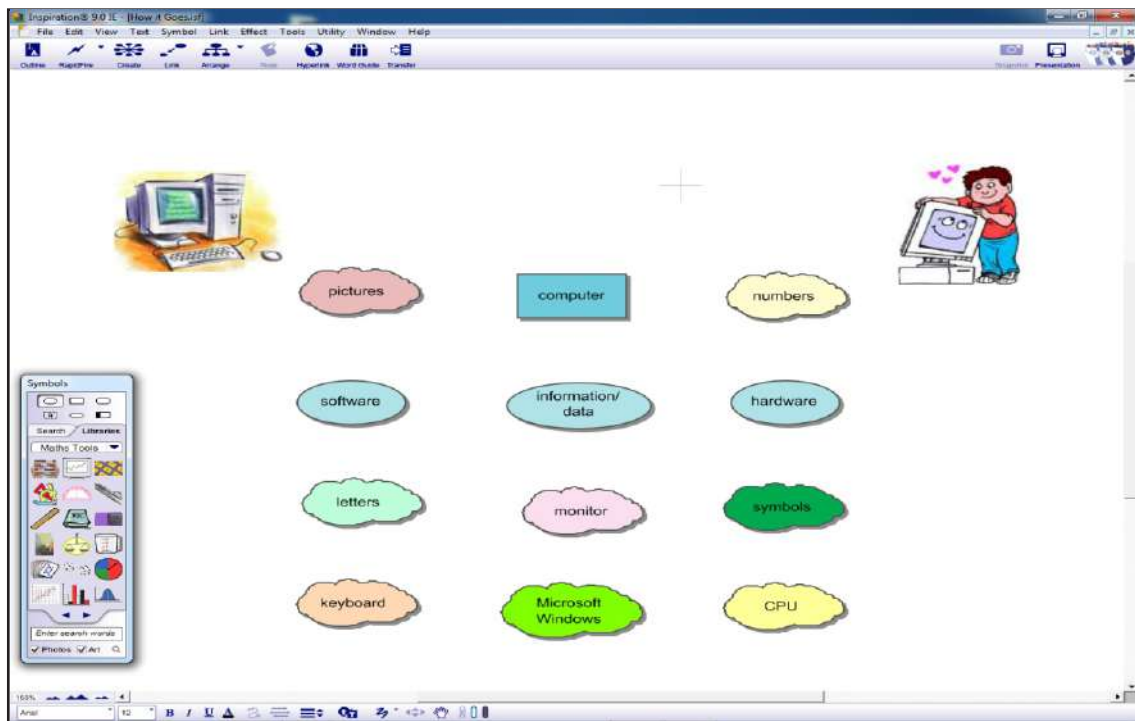 Inspiration® 9.0 IE - [How it Goes.isf]
File Edit View Text Symbol Link Effect Tools Utility Window Help
Outline RapidFire Create Link Arrange Hyperlink Word Guide Transfer Presentation
pictures
computer
numbers
software
information/
data
hardware
letters
monitor
symbols
keyboard
Microsoft
Windows
CPU
Symbols
Search Libraries
Maths Tools
Enter search words
Photos Art
100%
Arial 12 B I U A